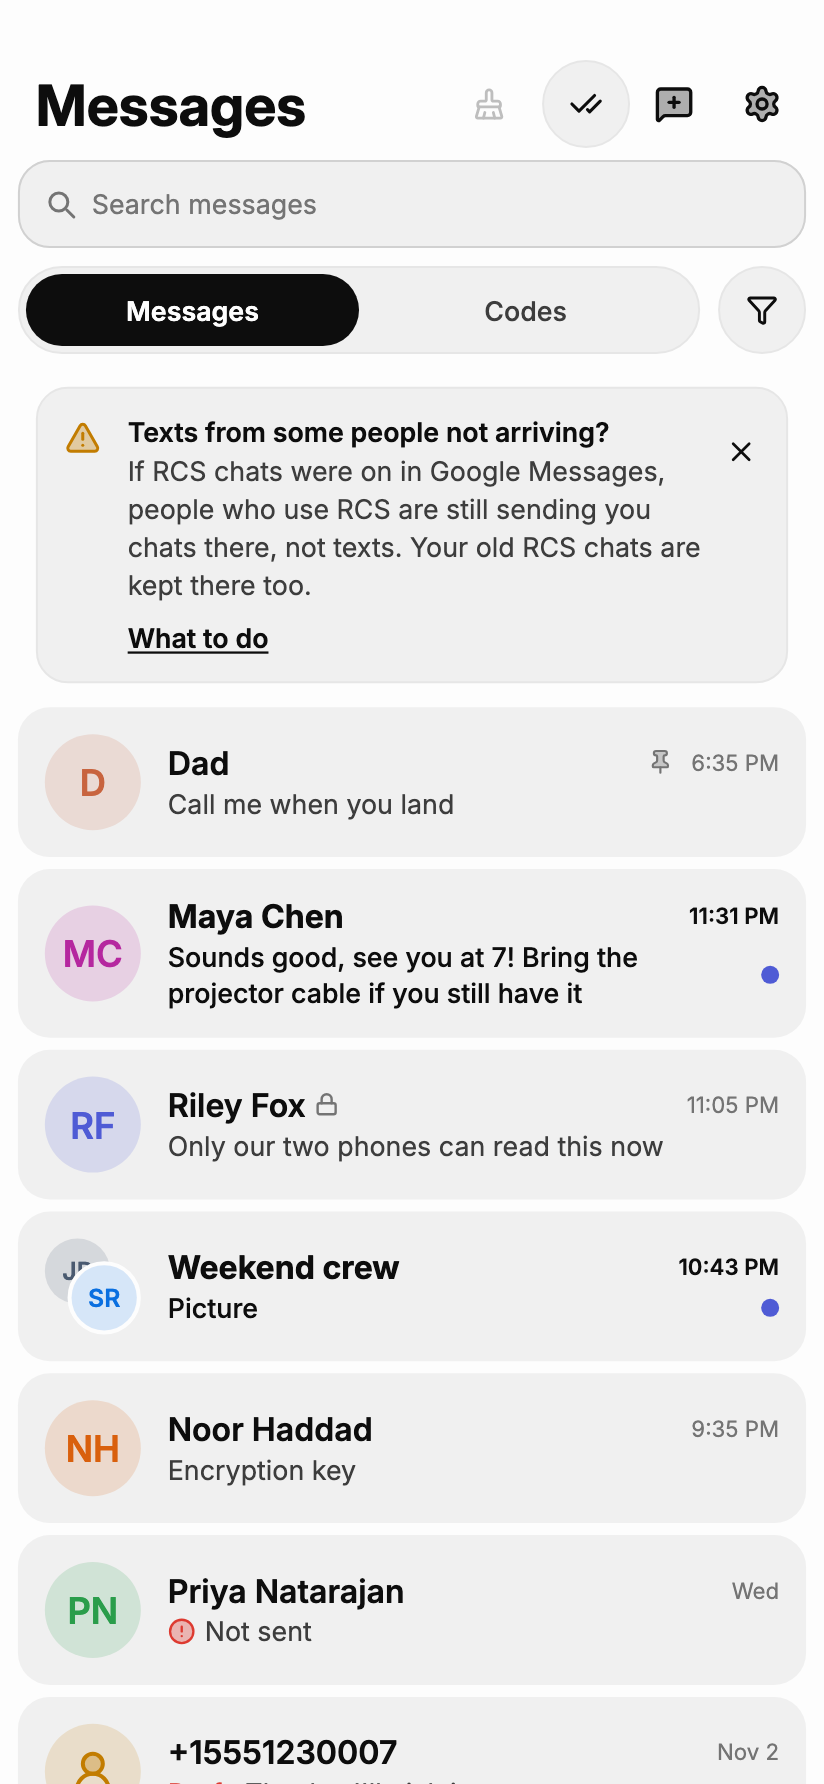 Messages
Search messages
Messages
Codes
Texts from some people not arriving?
If RCS chats were on in Google Messages,
people who use RCS are still sending you
chats there, not texts. Your old RCS chats are
kept there too.
What to do
D
Dad
6:35 PM
Call me when you land
MC
Maya Chen
11:31 PM
Sounds good, see you at 7! Bring the
projector cable if you still have it
RF
Riley Fox
11:05 PM
Only our two phones can read this now
SR
Weekend crew
10:43 PM
Picture
NH
Noor Haddad
9:35 PM
Encryption key
PN
Priya Natarajan
Wed
Not sent
+15551230007
Nov 2